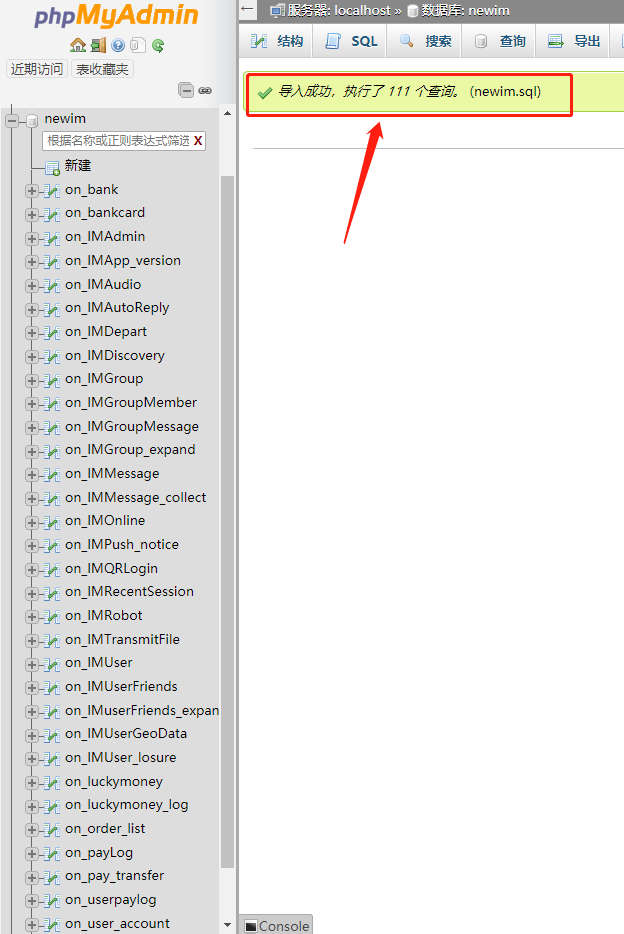 phpMyAdmin
近期访问 表收藏夹
newim
根据名称或正则表达式筛选 X
新建
on_bank
on_bankcard
on_IMAdmin
on_IMApp_version
on_IMAudio
on_IMAutoReply
on_IMDepart
on_IMDiscovery
on_IMGroup
on_IMGroupMember
on_IMGroupMessage
on_IMGroup_expand
on_IMMessage
on_IMMessage_collect
on_IMOnline
on_IMPush_notice
on_IMQRLogin
on_IMRecentSession
on_IMRobot
on_IMTransmitFile
on_IMUser
on_IMUserFriends
on_IMuserFriends_expan
on_IMUserGeoData
on_IMUser_losure
on_luckymoney
on_luckymoney_log
on_order_list
on_payLog
on_pay_transfer
on_userpaylog
on_user_account
服务器: localhost » 数据库: newim
结构 SQL 搜索 查询 导出
导入成功，执行了 111 个查询。 (newim.sql)
Console